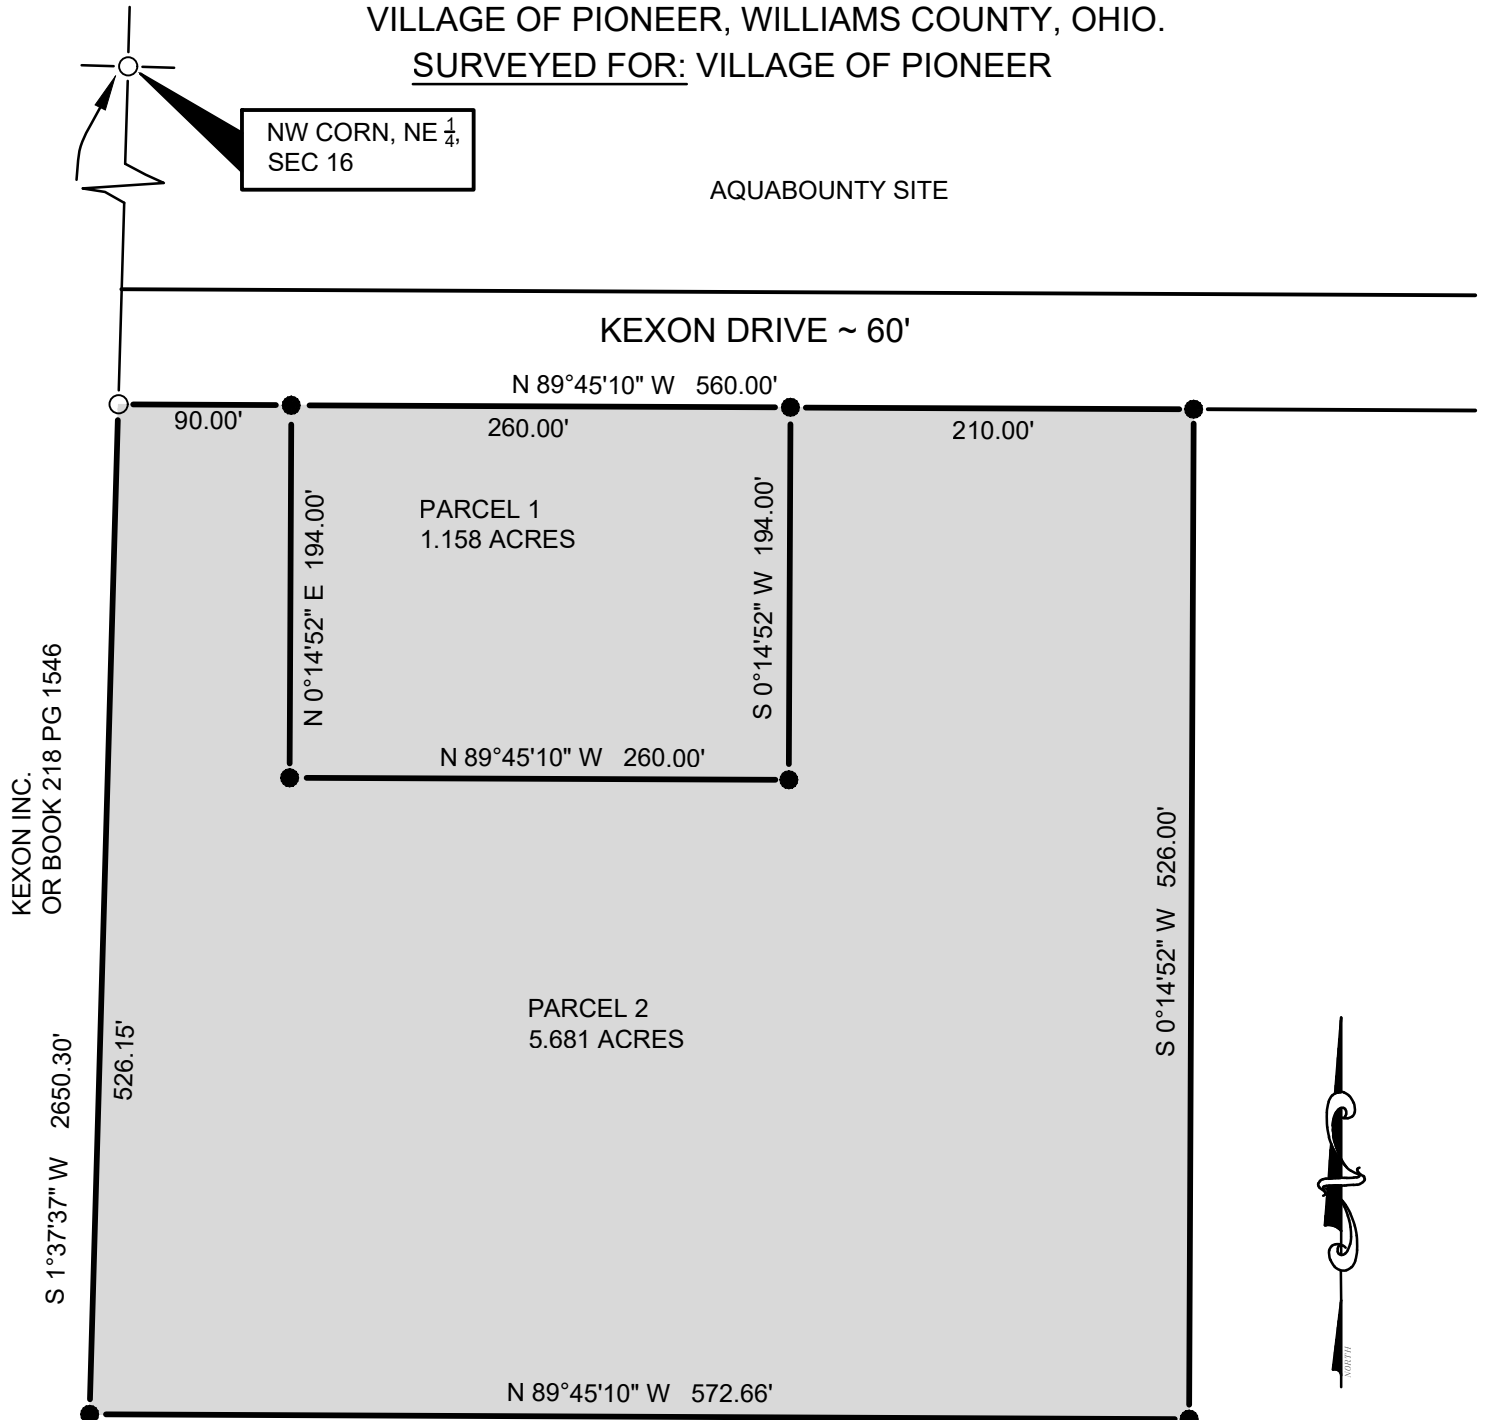 VILLAGE OF PIONEER, WILLIAMS COUNTY, OHIO.
SURVEYED FOR: VILLAGE OF PIONEER
NW CORN, NE 1/4,
SEC 16
AQUABOUNTY SITE
KEXON DRIVE ~ 60'
N 89°45'10" W 560.00'
90.00'
260.00'
210.00'
PARCEL 1
1.158 ACRES
N 0°14'52" E 194.00'
S 0°14'52" W 194.00'
N 89°45'10" W 260.00'
KEXON INC.
OR BOOK 218 PG 1546
S 0°14'52" W 526.00'
PARCEL 2
5.681 ACRES
526.15'
S 1°37'37" W 2650.30'
NORTH
N 89°45'10" W 572.66'